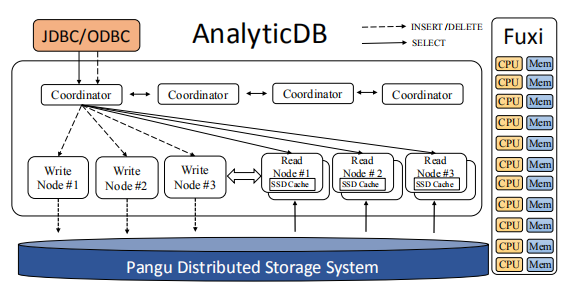 JDBC/ODBC
AnalyticDB
INSERT/DELETE
SELECT
Coordinator
Coordinator
Coordinator
Coordinator
Write
Node #1
Write
Node #2
Write
Node #3
Read
Node #1
SSD Cache
Read
Node # 2
SSD Cache
Read
Node #3
SSD Cache
Pangu Distributed Storage System
Fuxi
CPU Mem
CPU Mem
CPU Mem
CPU Mem
CPU Mem
CPU Mem
CPU Mem
CPU Mem
CPU Mem
CPU Mem
CPU Mem